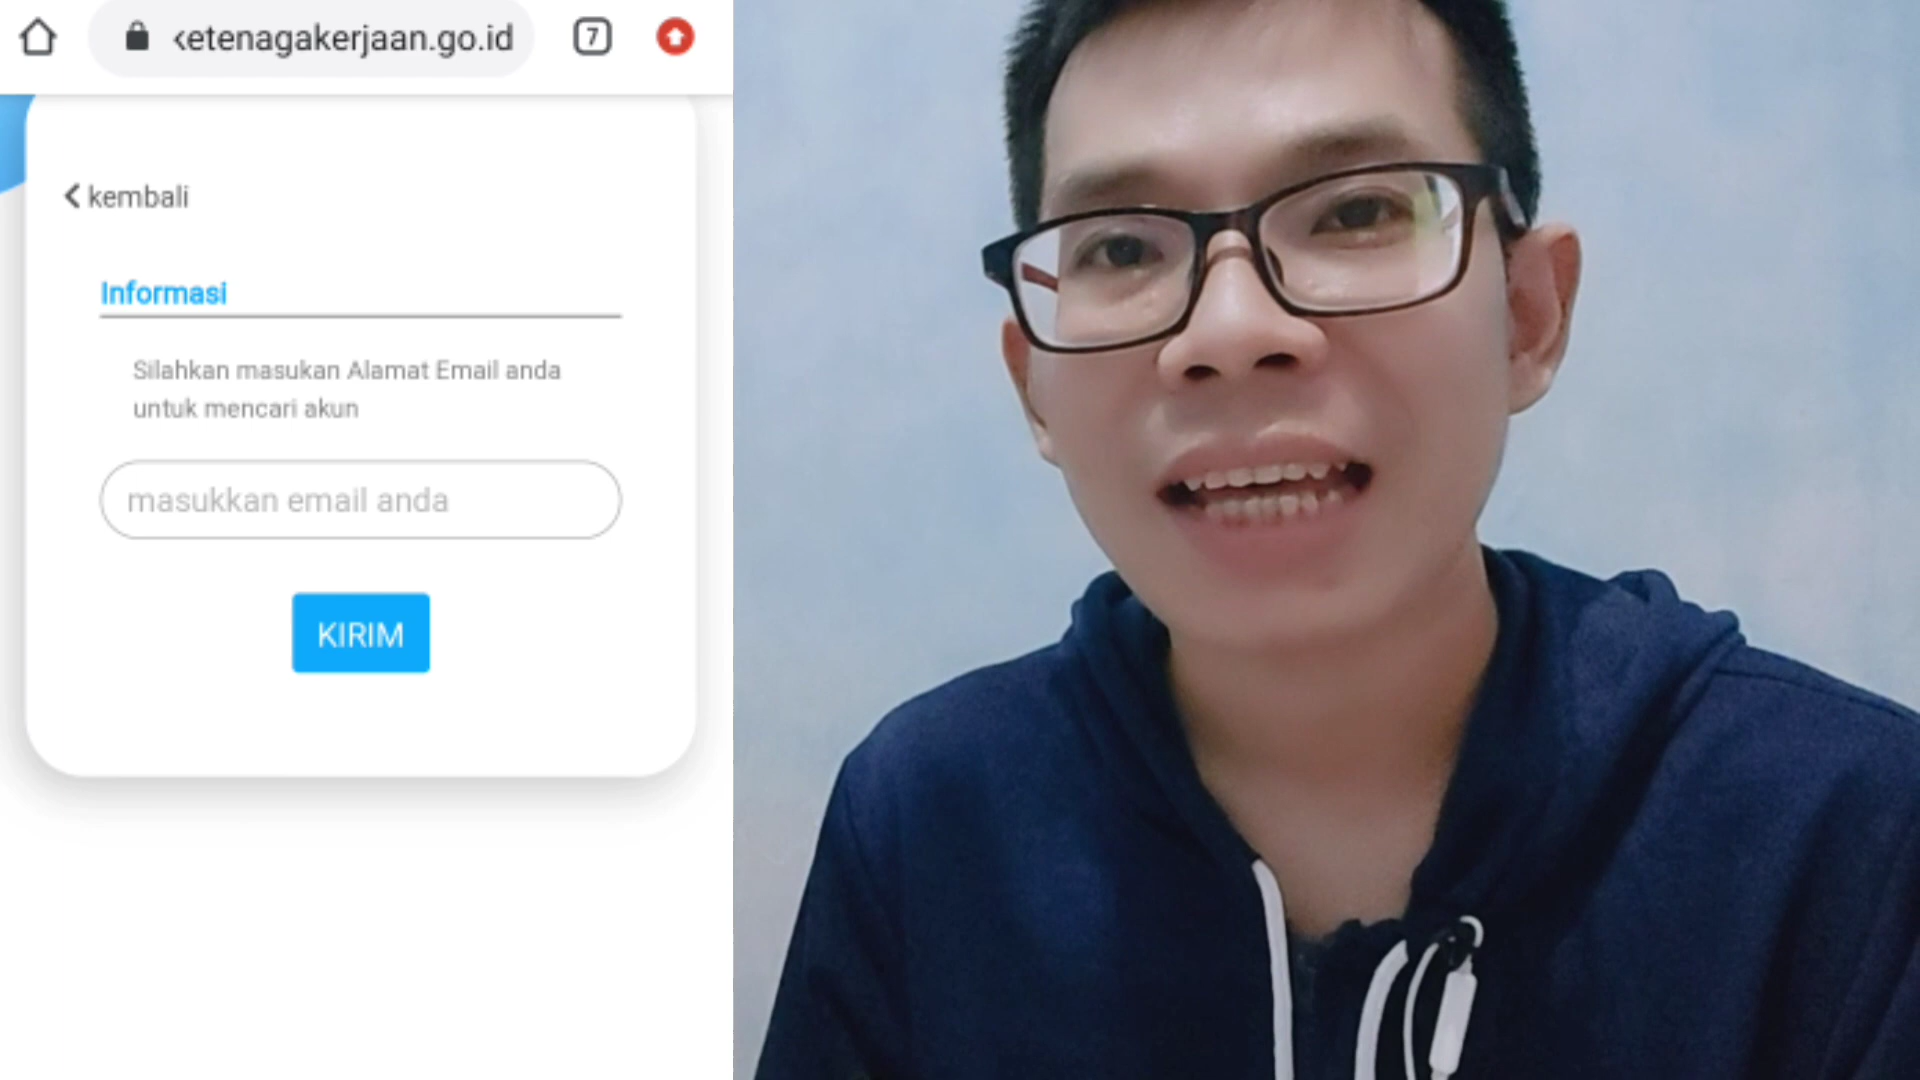 ketenagakerjaan.go.id
7
kembali
Informasi
Silahkan masukan Alamat Email anda
untuk mencari akun
masukkan email anda
KIRIM